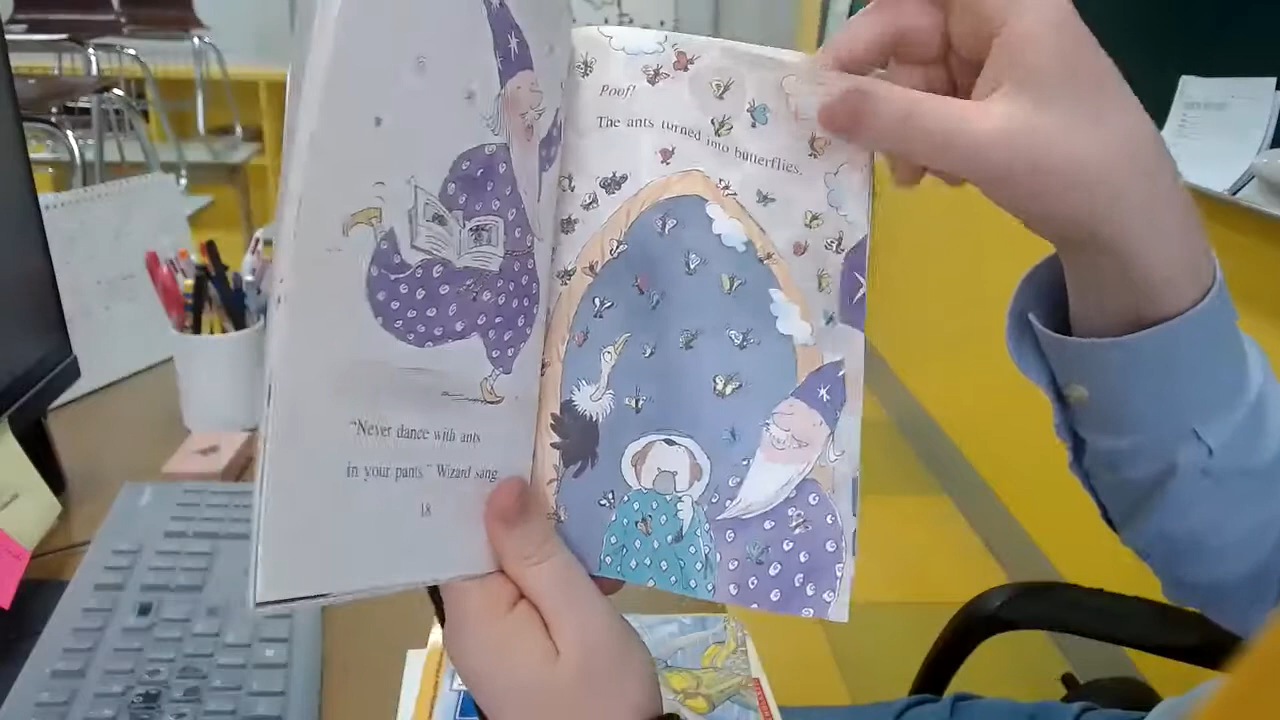 "Never dance with ants
in your pants." Wizard sang.
18
Poof!
The ants turned into butterflies.